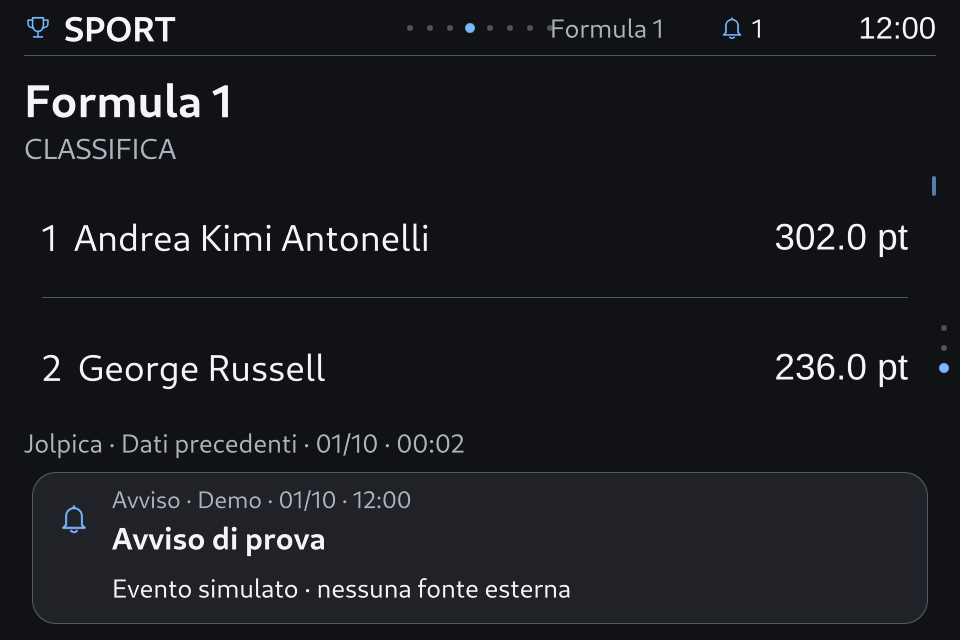 SPORT
Formula 1
1
12:00
Formula 1
CLASSIFICA
1 Andrea Kimi Antonelli 302.0 pt
2 George Russell 236.0 pt
Jolpica · Dati precedenti · 01/10 · 00:02
Avviso · Demo · 01/10 · 12:00
Avviso di prova
Evento simulato · nessuna fonte esterna